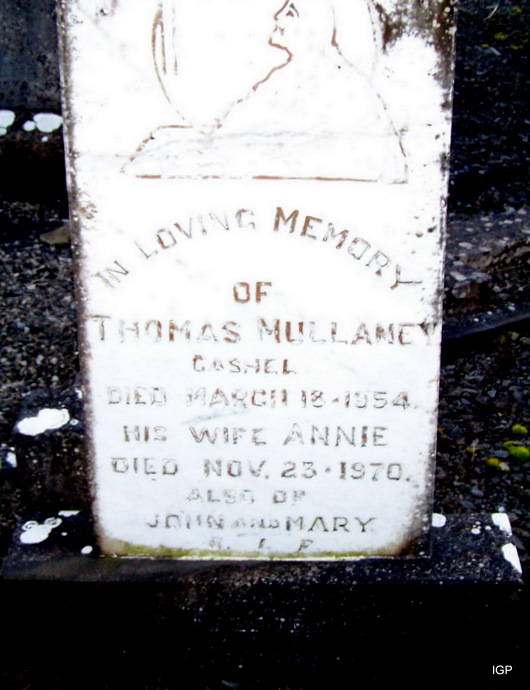 IN LOVING MEMORY
OF
THOMAS MULLANEY
CASHEL
DIED MARCH 18·1954.
HIS WIFE ANNIE
DIED NOV. 23·1970.
ALSO OF
JOHN AND MARY
R. I. P.
IGP